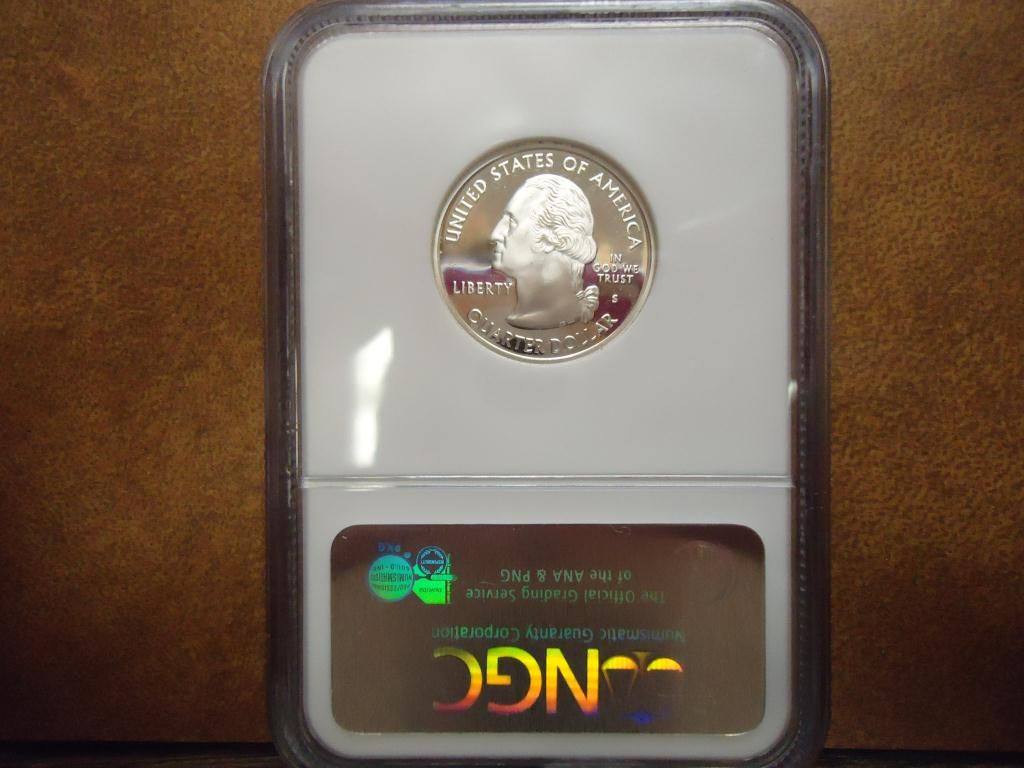 UNITED STATES OF AMERICA
IN
GOD WE
TRUST
LIBERTY
S
QUARTER DOLLAR
NGC
Numismatic Guaranty Corporation
The Official Grading Service
of the ANA & PNG
PNG